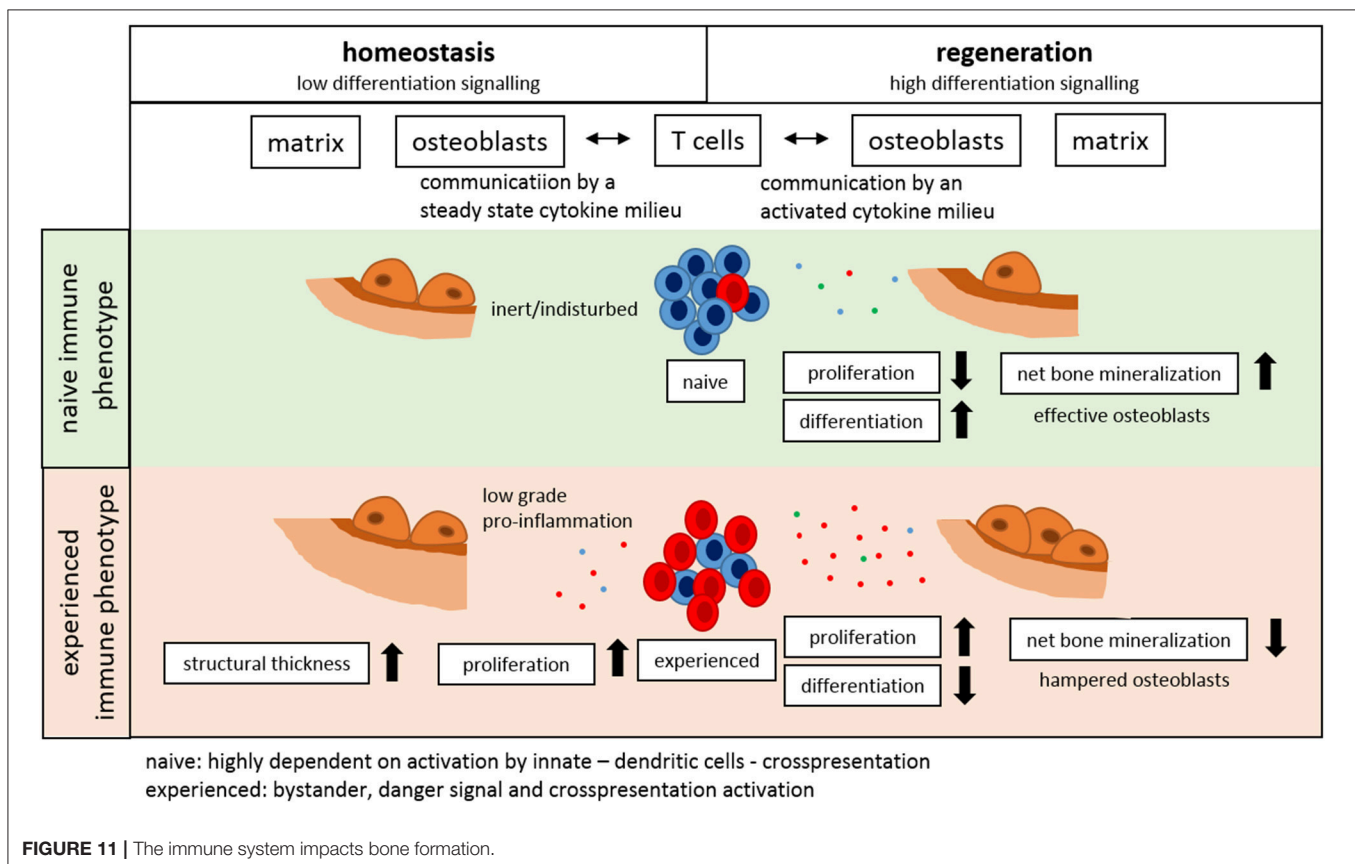 homeostasis
low differentiation signalling
regeneration
high differentiation signalling
matrix
osteoblasts
T cells
osteoblasts
matrix
communicatiion by a
steady state cytokine milieu
communication by an
activated cytokine milieu
naive immune
phenotype
inert/indisturbed
naive
proliferation
differentiation
net bone mineralization
effective osteoblasts
experienced
immune phenotype
low grade
pro-inflammation
structural thickness
proliferation
experienced
proliferation
differentiation
net bone mineralization
hampered osteoblasts
naive: highly dependent on activation by innate – dendritic cells - crosspresentation
experienced: bystander, danger signal and crosspresentation activation
FIGURE 11 | The immune system impacts bone formation.